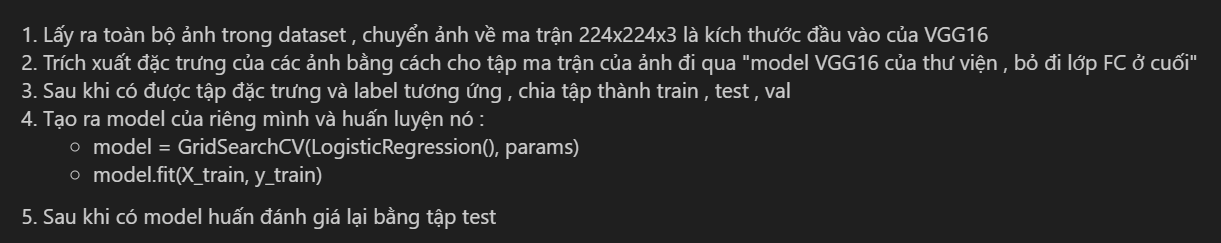 1. Lấy ra toàn bộ ảnh trong dataset , chuyển ảnh về ma trận 224x224x3 là kích thước đầu vào của VGG16
2. Trích xuất đặc trưng của các ảnh bằng cách cho tập ma trận của ảnh đi qua "model VGG16 của thư viện , bỏ đi lớp FC ở cuối"
3. Sau khi có được tập đặc trưng và label tương ứng , chia tập thành train , test , val
4. Tạo ra model của riêng mình và huấn luyện nó :
○ model = GridSearchCV(LogisticRegression(), params)
○ model.fit(X_train, y_train)
5. Sau khi có model huấn đánh giá lại bằng tập test